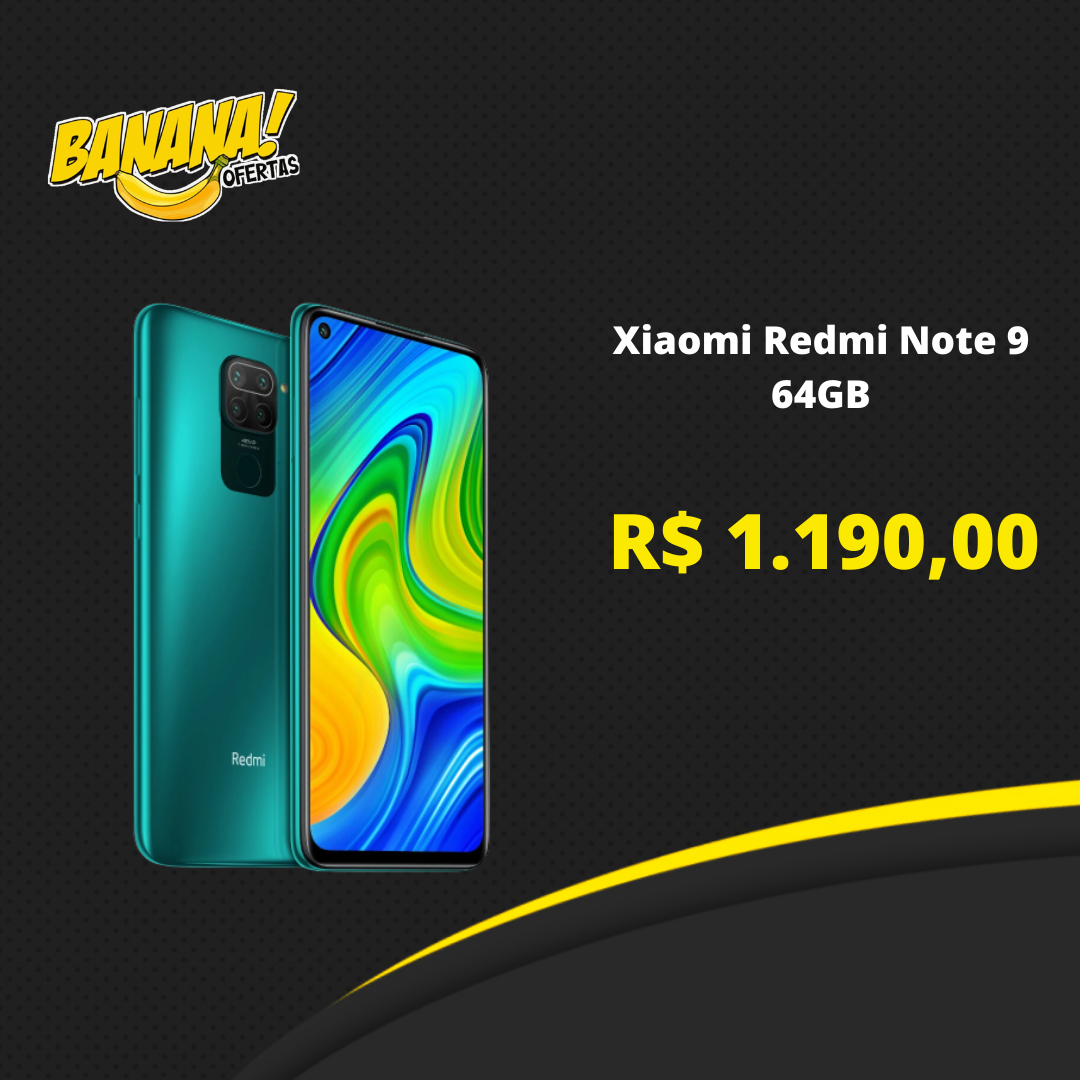 BANANA!
OFERTAS
Xiaomi Redmi Note 9
64GB
R$ 1.190,00
Redmi